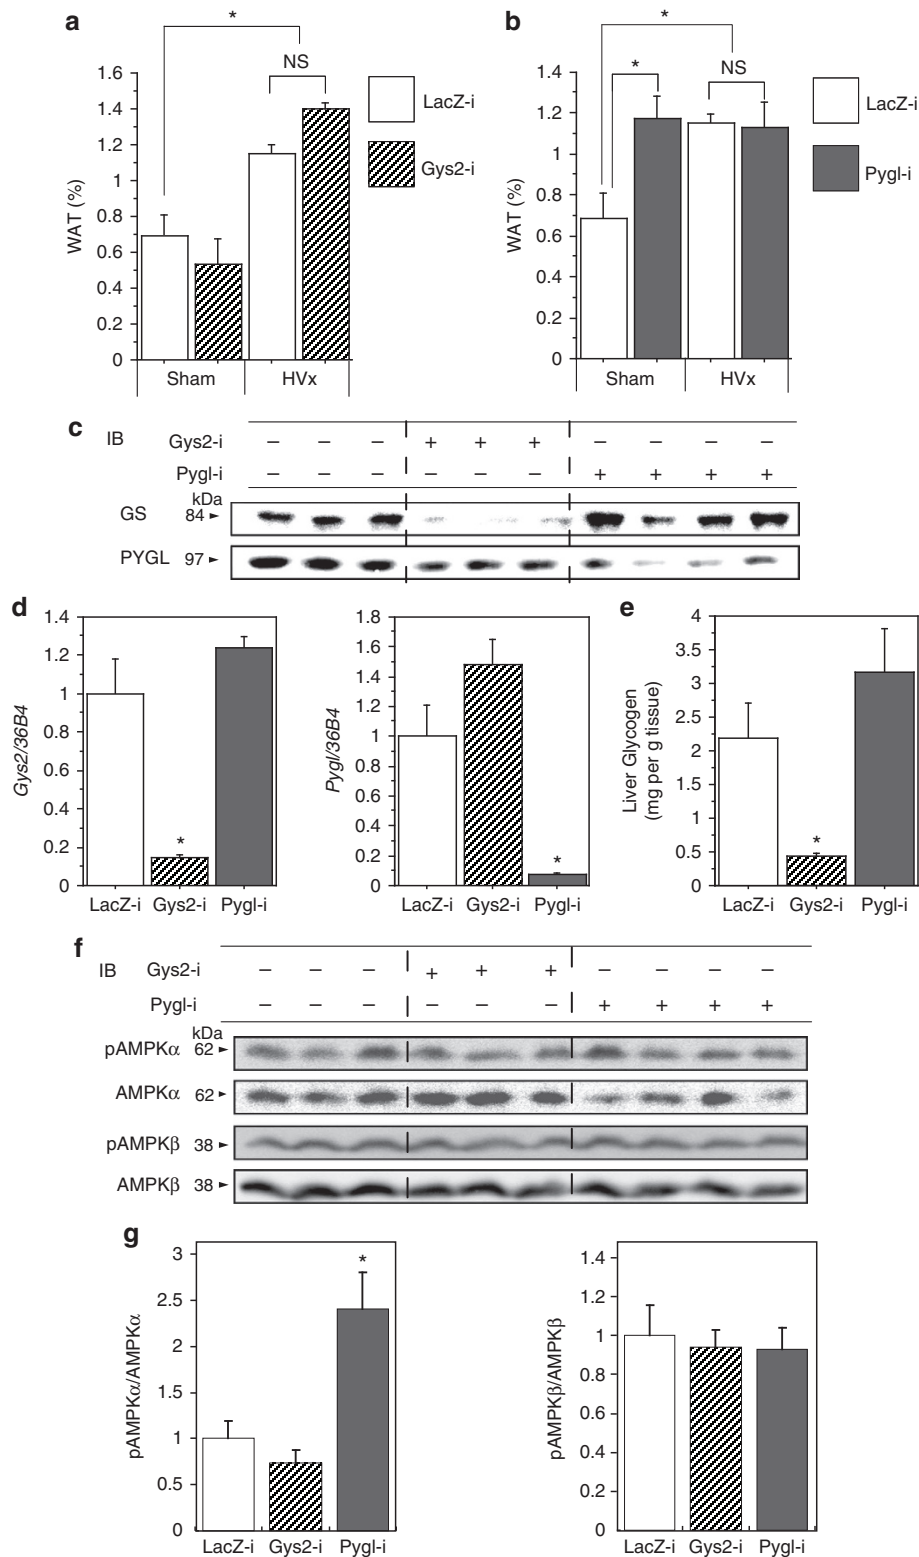 a
*
NS
WAT (%)
1.6
1.4
1.2
1
0.8
0.6
0.4
0.2
0
Sham HVx
LacZ-i
Gys2-i
b
*
*
NS
WAT (%)
1.4
1.2
1
0.8
0.6
0.4
0.2
0
Sham HVx
LacZ-i
Pygl-i
c
IB Gys2-i − − − + + + − − − −
Pygl-i − − − − − − + + + +
kDa
GS 84
PYGL 97
d
Gys2/36B4
1.4
1.2
1
0.8
0.6
0.4
0.2
0
*
LacZ-i Gys2-i Pygl-i
Pygl/36B4
1.8
1.6
1.4
1.2
1
0.8
0.6
0.4
0.2
0
*
LacZ-i Gys2-i Pygl-i
e
Liver Glycogen
(mg per g tissue)
4
3.5
3
2.5
2
1.5
1
0.5
0
*
LacZ-i Gys2-i Pygl-i
f
IB Gys2-i − − − + + + − − − −
Pygl-i − − − − − − + + + +
kDa
pAMPKα 62
AMPKα 62
pAMPKβ 38
AMPKβ 38
g
pAMPKα/AMPKα
3
2.5
2
1
0.5
0
*
LacZ-i Gys2-i Pygl-i
pAMPKβ/AMPKβ
1.4
1.2
1
0.8
0.6
0.4
0.2
0
LacZ-i Gys2-i Pygl-i